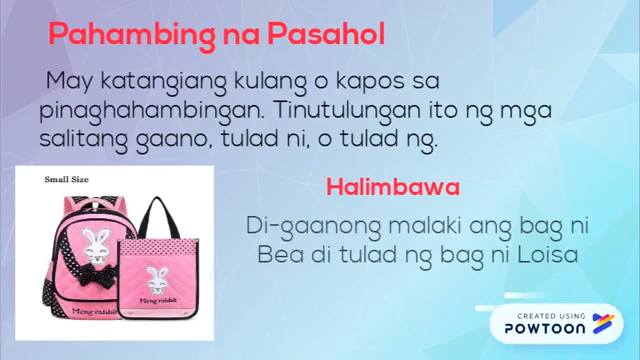 Pahambing na Pasahol
May katangiang kulang o kapos sa
pinaghahambingan. Tinutulungan ito ng mga
salitang gaano, tulad ni, o tulad ng.
Small Size
Meng rabbit
Meng rabbit
Halimbawa
Di-gaanong malaki ang bag ni
Bea di tulad ng bag ni Loisa
CREATED USING
POWTOON